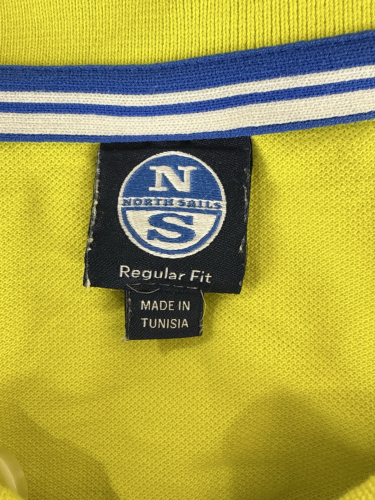 N
NORTH SAILS
S
Regular Fit
MADE IN
TUNISIA